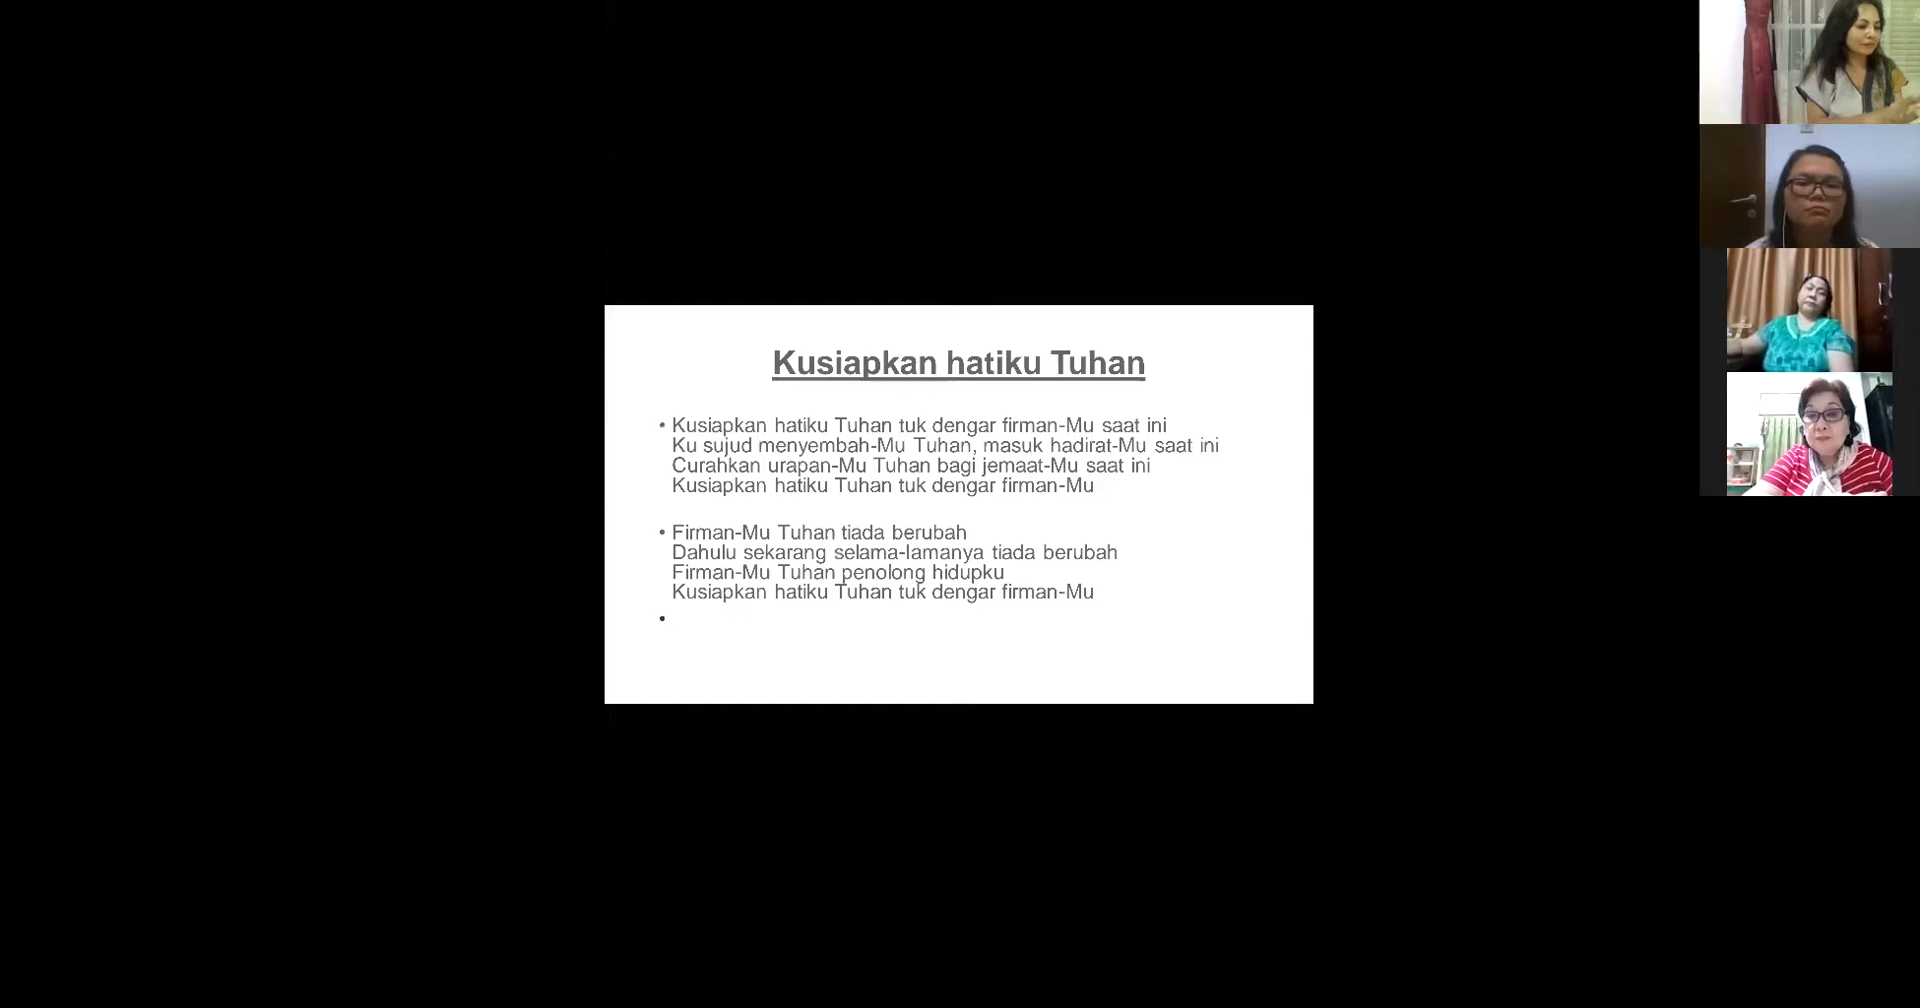 Kusiapkan hatiku Tuhan
• Kusiapkan hatiku Tuhan tuk dengar firman-Mu saat ini
Ku sujud menyembah-Mu Tuhan, masuk hadirat-Mu saat ini
Curahkan urapan-Mu Tuhan bagi jemaat-Mu saat ini
Kusiapkan hatiku Tuhan tuk dengar firman-Mu
• Firman-Mu Tuhan tiada berubah
Dahulu sekarang selama-lamanya tiada berubah
Firman-Mu Tuhan penolong hidupku
Kusiapkan hatiku Tuhan tuk dengar firman-Mu
•